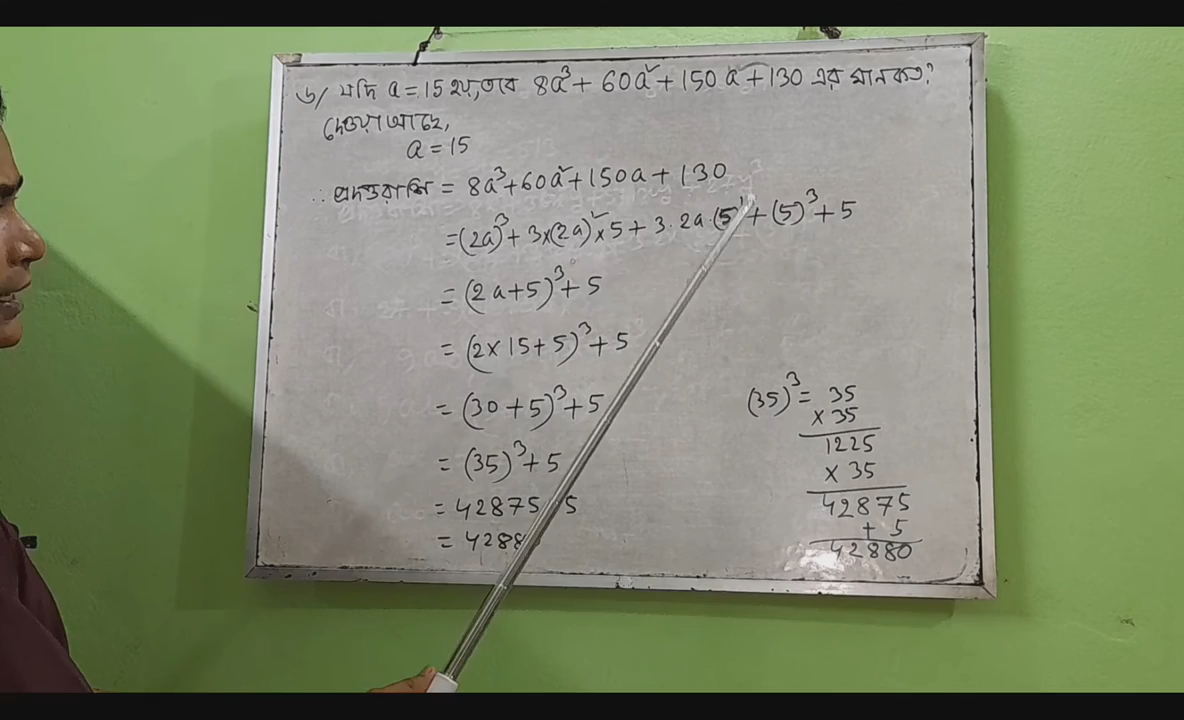 ৬/ যদি a = 15 হয়, তবে 8a³ + 60a² + 150a + 130 এর মান কত?
দেওয়া আছে,
a = 15
∴ প্রদত্ত রাশি = 8a³ + 60a² + 150a + 130
= (2a)³ + 3×(2a)²×5 + 3·2a·(5)² + (5)³ + 5
= (2a+5)³ + 5
= (2×15+5)³ + 5
= (30+5)³ + 5
= (35)³ + 5
= 42875 5
= 4288
(35)³ = 35
× 35
1225
× 35
42875
+ 5
42880